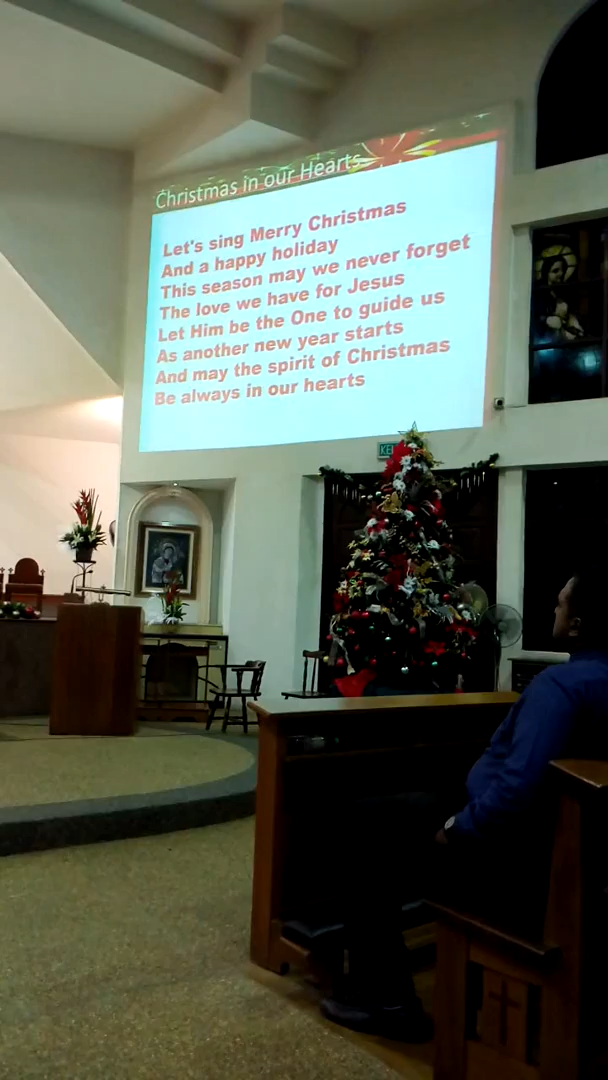 Christmas in our Hearts
Let's sing Merry Christmas
And a happy holiday
This season may we never forget
The love we have for Jesus
Let Him be the One to guide us
As another new year starts
And may the spirit of Christmas
Be always in our hearts